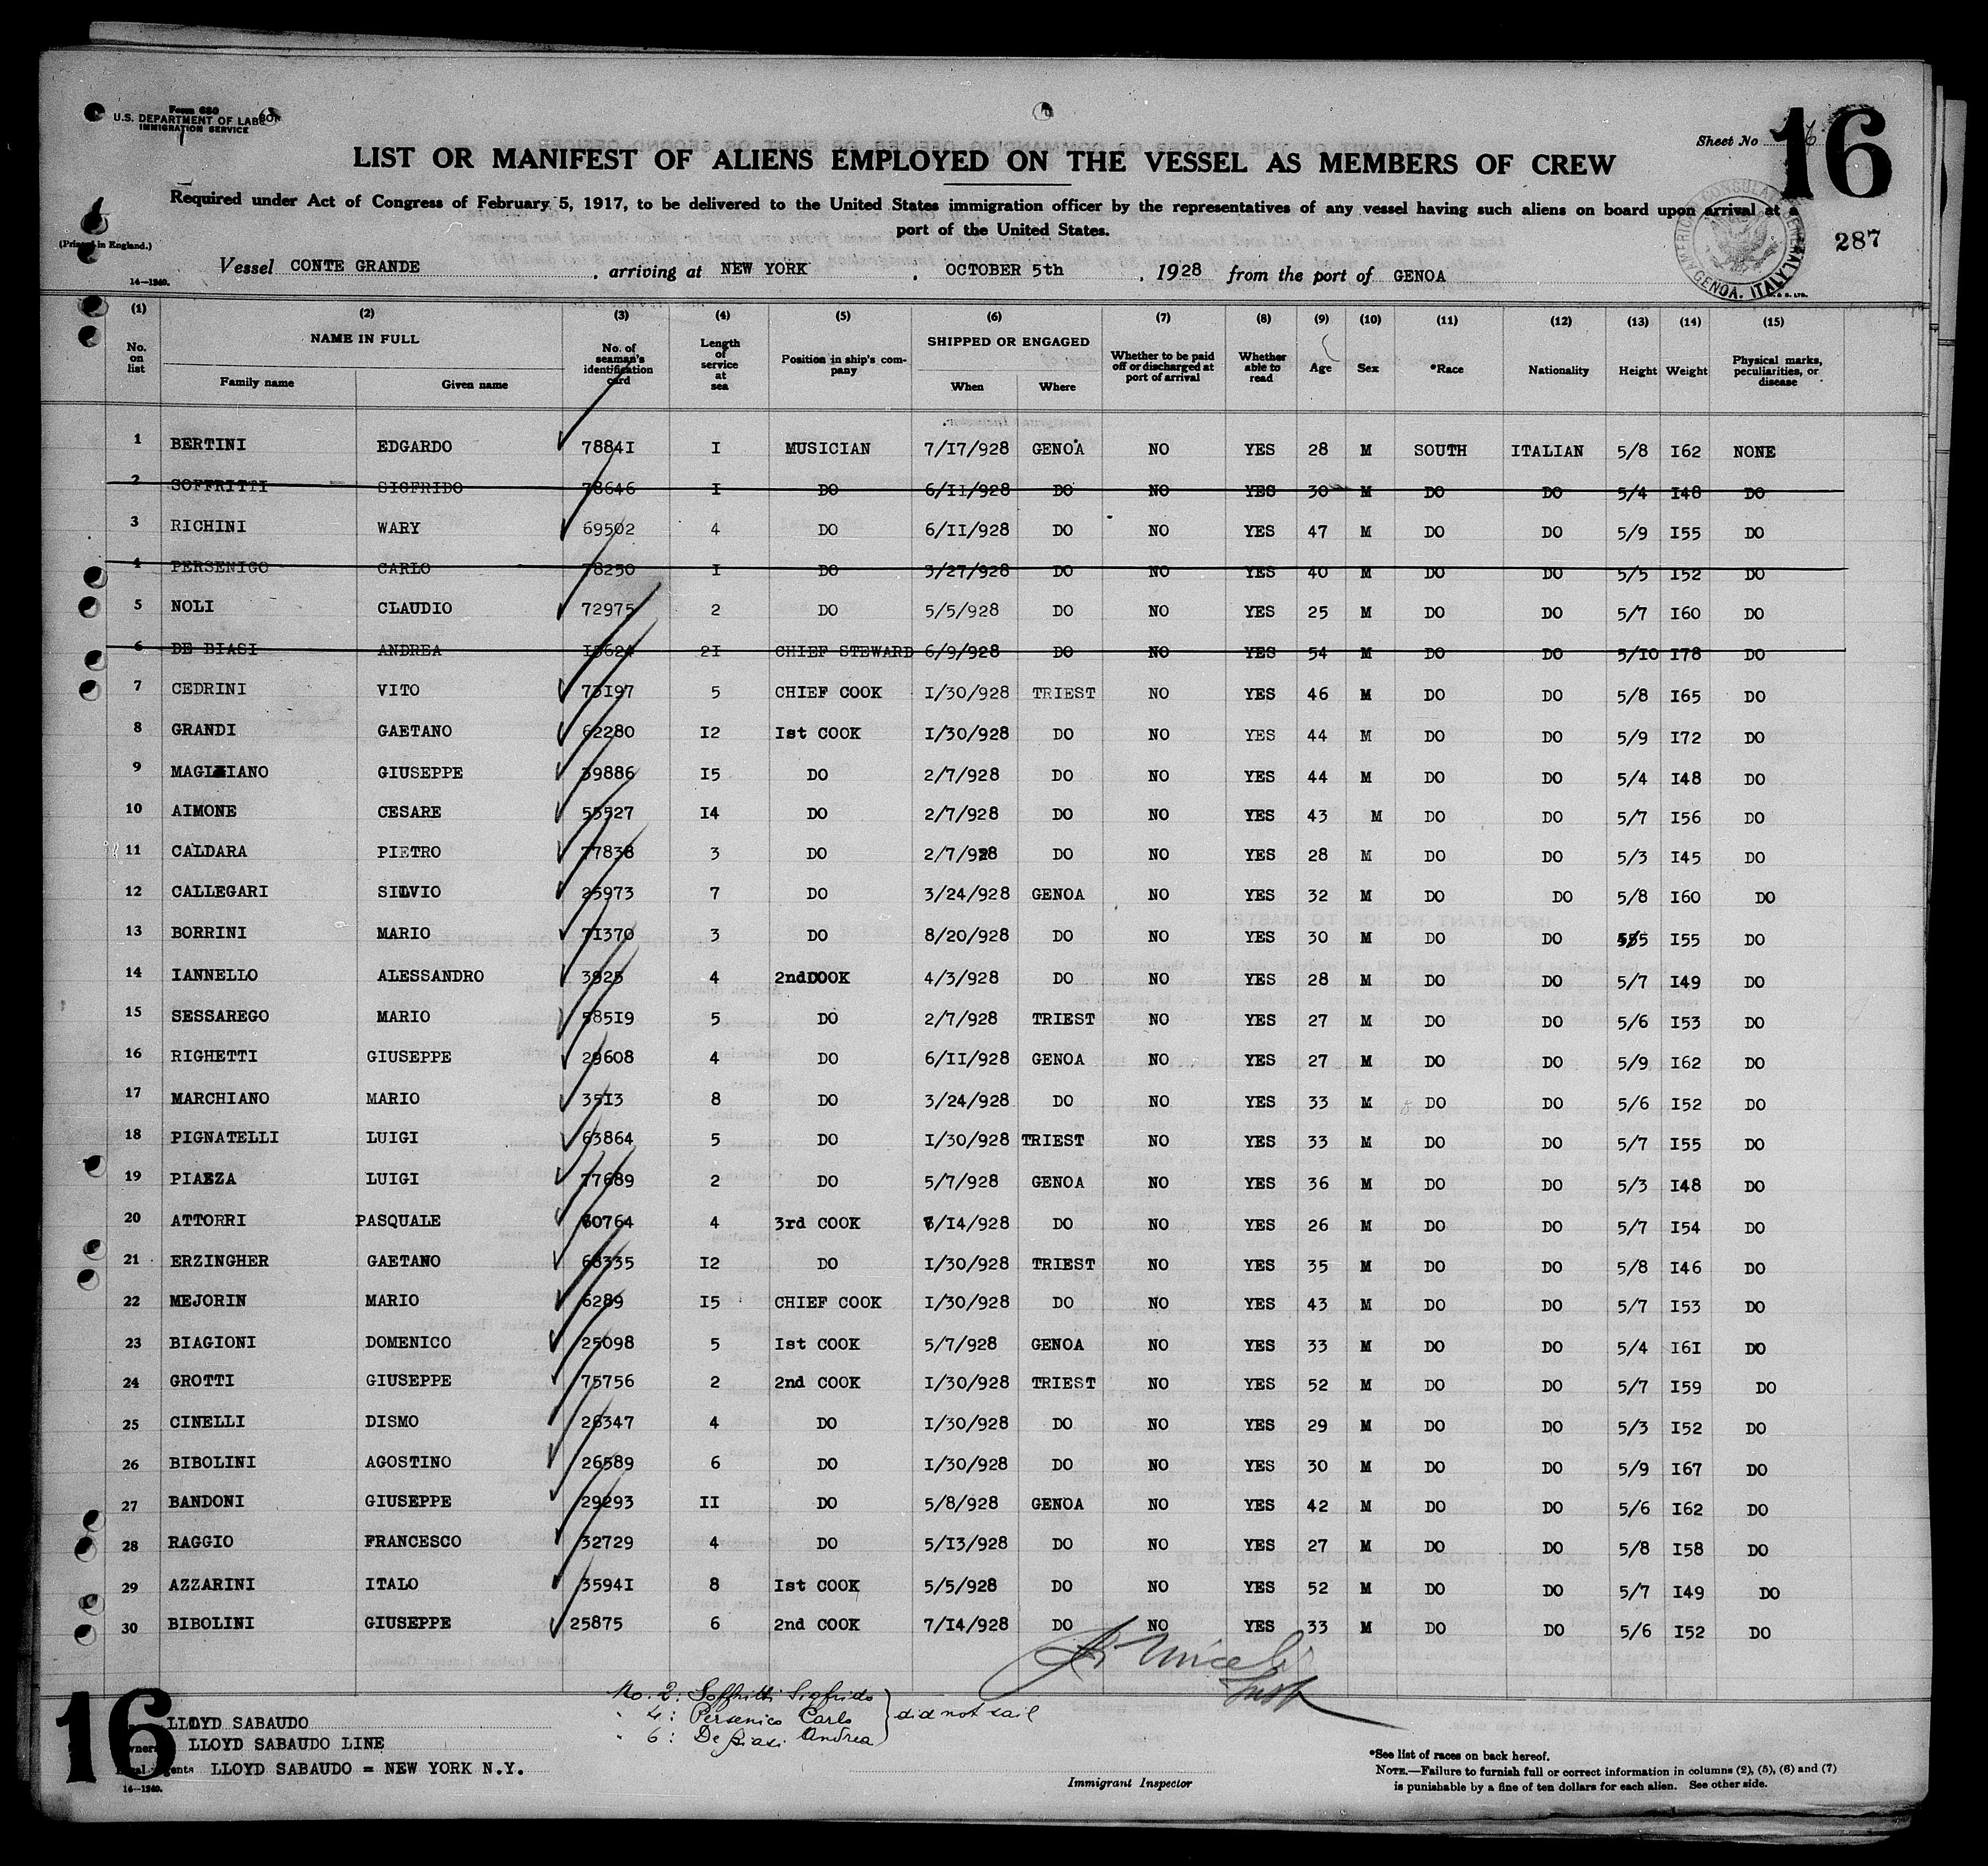 Form 680
U.S. DEPARTMENT OF LABOR
IMMIGRATION SERVICE
Sheet No 16
16
LIST OR MANIFEST OF ALIENS EMPLOYED ON THE VESSEL AS MEMBERS OF CREW
Required under Act of Congress of February 5, 1917, to be delivered to the United States immigration officer by the representatives of any vessel having such aliens on board upon arrival at a
port of the United States.
AMERICAN CONSULATE GENERAL GENOA. ITALY
287
(Printed in England.)
Vessel CONTE GRANDE , arriving at NEW YORK , OCTOBER 5th , 1928 from the port of GENOA
14—1240.
(1) (2) (3) (4) (5) (6) (7) (8) (9) (10) (11) (12) (13) (14) (15)
No. on list NAME IN FULL Family name Given name No. of seaman's identification card Length of service at sea Position in ship's company SHIPPED OR ENGAGED When Where Whether to be paid off or discharged at port of arrival Whether able to read Age Sex *Race Nationality Height Weight Physical marks, peculiarities, or disease
1 BERTINI EDGARDO 78841 I MUSICIAN 7/17/928 GENOA NO YES 28 M SOUTH ITALIAN 5/8 162 NONE
2 SOFFRITTI SIGFRIDO 78646 I DO 6/11/928 DO NO YES 30 M DO DO 5/4 148 DO
3 RICHINI WARY 69502 4 DO 6/11/928 DO NO YES 47 M DO DO 5/9 155 DO
4 PERSENIGO CARLO 78250 I DO 3/27/928 DO NO YES 40 M DO DO 5/5 152 DO
5 NOLI CLAUDIO 72975 2 DO 5/5/928 DO NO YES 25 M DO DO 5/7 160 DO
6 DE BIASI ANDREA 21 CHIEF STEWARD 6/9/928 DO NO YES 54 M DO DO 5/10 178 DO
7 CEDRINI VITO 73197 5 CHIEF COOK 1/30/928 TRIEST NO YES 46 M DO DO 5/8 165 DO
8 GRANDI GAETANO 62280 12 1st COOK 1/30/928 DO NO YES 44 M DO DO 5/9 172 DO
9 MAGLIANO GIUSEPPE 39886 15 DO 2/7/928 DO NO YES 44 M DO DO 5/4 148 DO
10 AIMONE CESARE 55527 14 DO 2/7/928 DO NO YES 43 M DO DO 5/7 156 DO
11 CALDARA PIETRO 77838 3 DO 2/7/928 DO NO YES 28 M DO DO 5/3 145 DO
12 CALLEGARI SILVIO 25973 7 DO 3/24/928 GENOA NO YES 32 M DO DO 5/8 160 DO
13 BORRINI MARIO 71370 3 DO 8/20/928 DO NO YES 30 M DO DO 5/5 155 DO
14 IANNELLO ALESSANDRO 3925 4 2nd COOK 4/3/928 DO NO YES 28 M DO DO 5/7 149 DO
15 SESSAREGO MARIO 58519 5 DO 2/7/928 TRIEST NO YES 27 M DO DO 5/6 153 DO
16 RIGHETTI GIUSEPPE 29608 4 DO 6/11/928 GENOA NO YES 27 M DO DO 5/9 162 DO
17 MARCHIANO MARIO 3513 8 DO 3/24/928 DO NO YES 33 M DO DO 5/6 152 DO
18 PIGNATELLI LUIGI 63864 5 DO 1/30/928 TRIEST NO YES 33 M DO DO 5/7 155 DO
19 PIAZZA LUIGI 77689 2 DO 5/7/928 GENOA NO YES 36 M DO DO 5/3 148 DO
20 ATTORRI PASQUALE 60764 4 3rd COOK /14/928 DO NO YES 26 M DO DO 5/7 154 DO
21 ERZINGHER GAETANO 68335 12 DO 1/30/928 TRIEST NO YES 35 M DO DO 5/8 146 DO
22 MEJORIN MARIO 6289 15 CHIEF COOK 1/30/928 DO NO YES 43 M DO DO 5/7 153 DO
23 BIAGIONI DOMENICO 25098 5 1st COOK 5/7/928 GENOA NO YES 33 M DO DO 5/4 161 DO
24 GROTTI GIUSEPPE 75756 2 2nd COOK 1/30/928 TRIEST NO YES 52 M DO DO 5/7 159 DO
25 CINELLI DISMO 26347 4 DO 1/30/928 DO NO YES 29 M DO DO 5/3 152 DO
26 BIBOLINI AGOSTINO 26589 6 DO 1/30/928 DO NO YES 30 M DO DO 5/9 167 DO
27 BANDONI GIUSEPPE 29293 11 DO 5/8/928 GENOA NO YES 42 M DO DO 5/6 162 DO
28 RAGGIO FRANCESCO 32729 4 DO 5/13/928 DO NO YES 27 M DO DO 5/8 158 DO
29 AZZARINI ITALO 35941 8 1st COOK 5/5/928 DO NO YES 52 M DO DO 5/7 149 DO
30 BIBOLINI GIUSEPPE 25875 6 2nd COOK 7/14/928 DO NO YES 33 M DO DO 5/6 152 DO
No. 2: Soffritti Sigfrido
" 4: Persenico Carlo } did not sail
" 6: De Biasi Andrea
16
LLOYD SABAUDO
Owners LLOYD SABAUDO LINE
Local agents LLOYD SABAUDO = NEW YORK N.Y.
14—1240.
Immigrant Inspector
*See list of races on back hereof.
NOTE.—Failure to furnish full or correct information in columns (2), (5), (6) and (7)
is punishable by a fine of ten dollars for each alien. See other side.